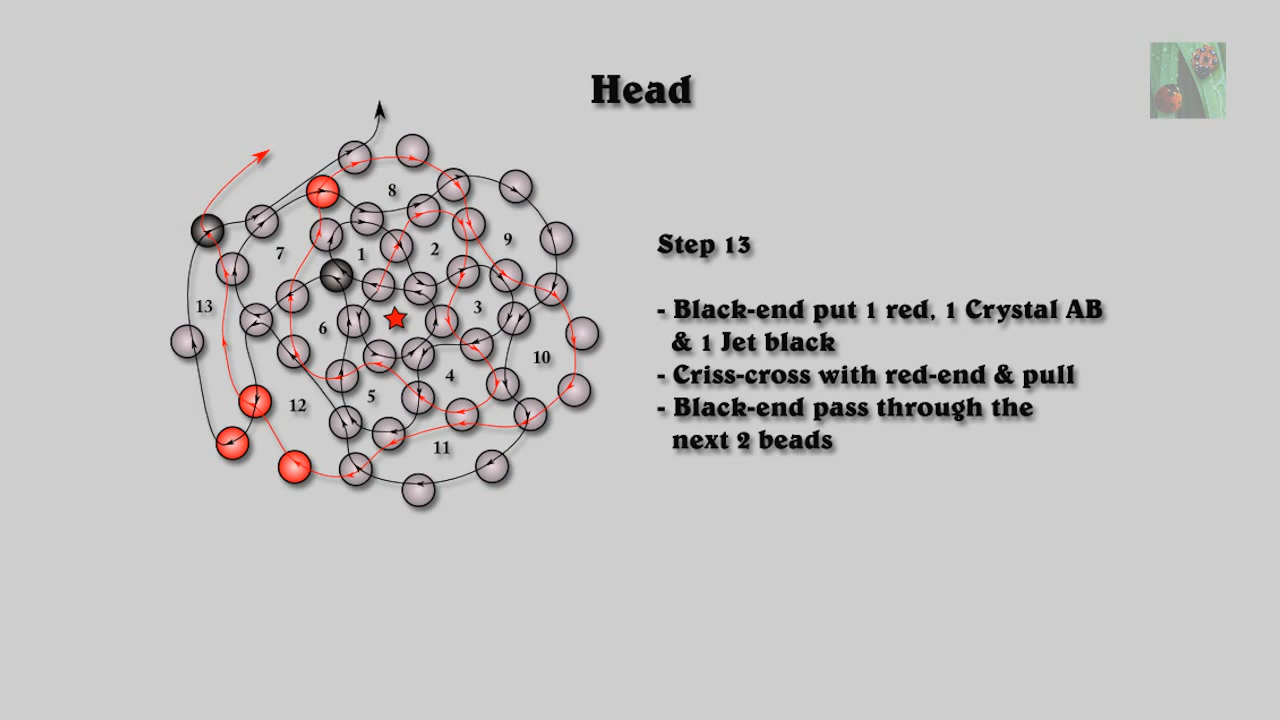 Head
Step 13
- Black-end put 1 red, 1 Crystal AB
& 1 Jet black
- Criss-cross with red-end & pull
- Black-end pass through the
next 2 beads
8
7
1
2
9
13
6
3
10
4
12
5
11